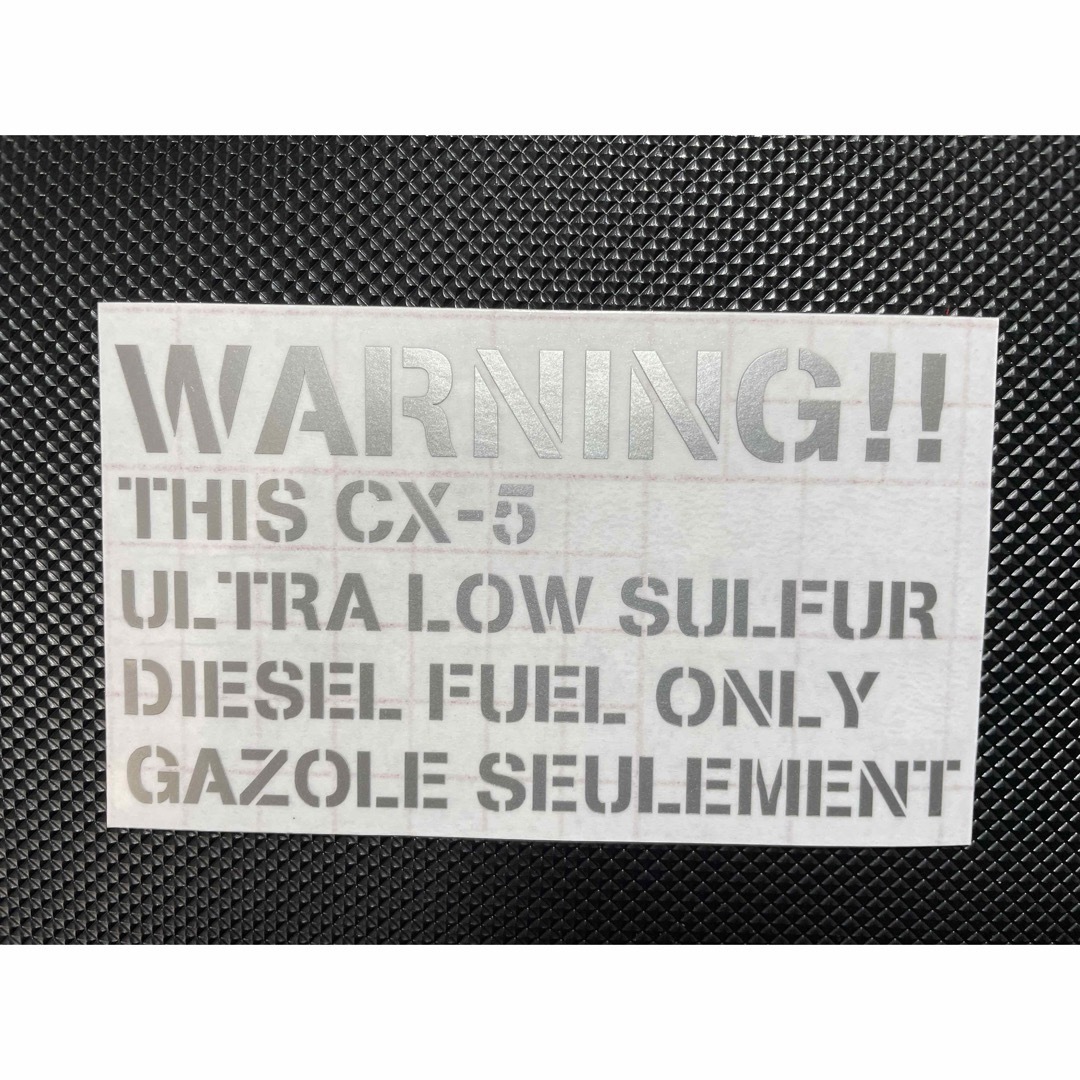 WARNING!!
THIS CX-5
ULTRA LOW SULFUR
DIESEL FUEL ONLY
GAZOLE SEULEMENT